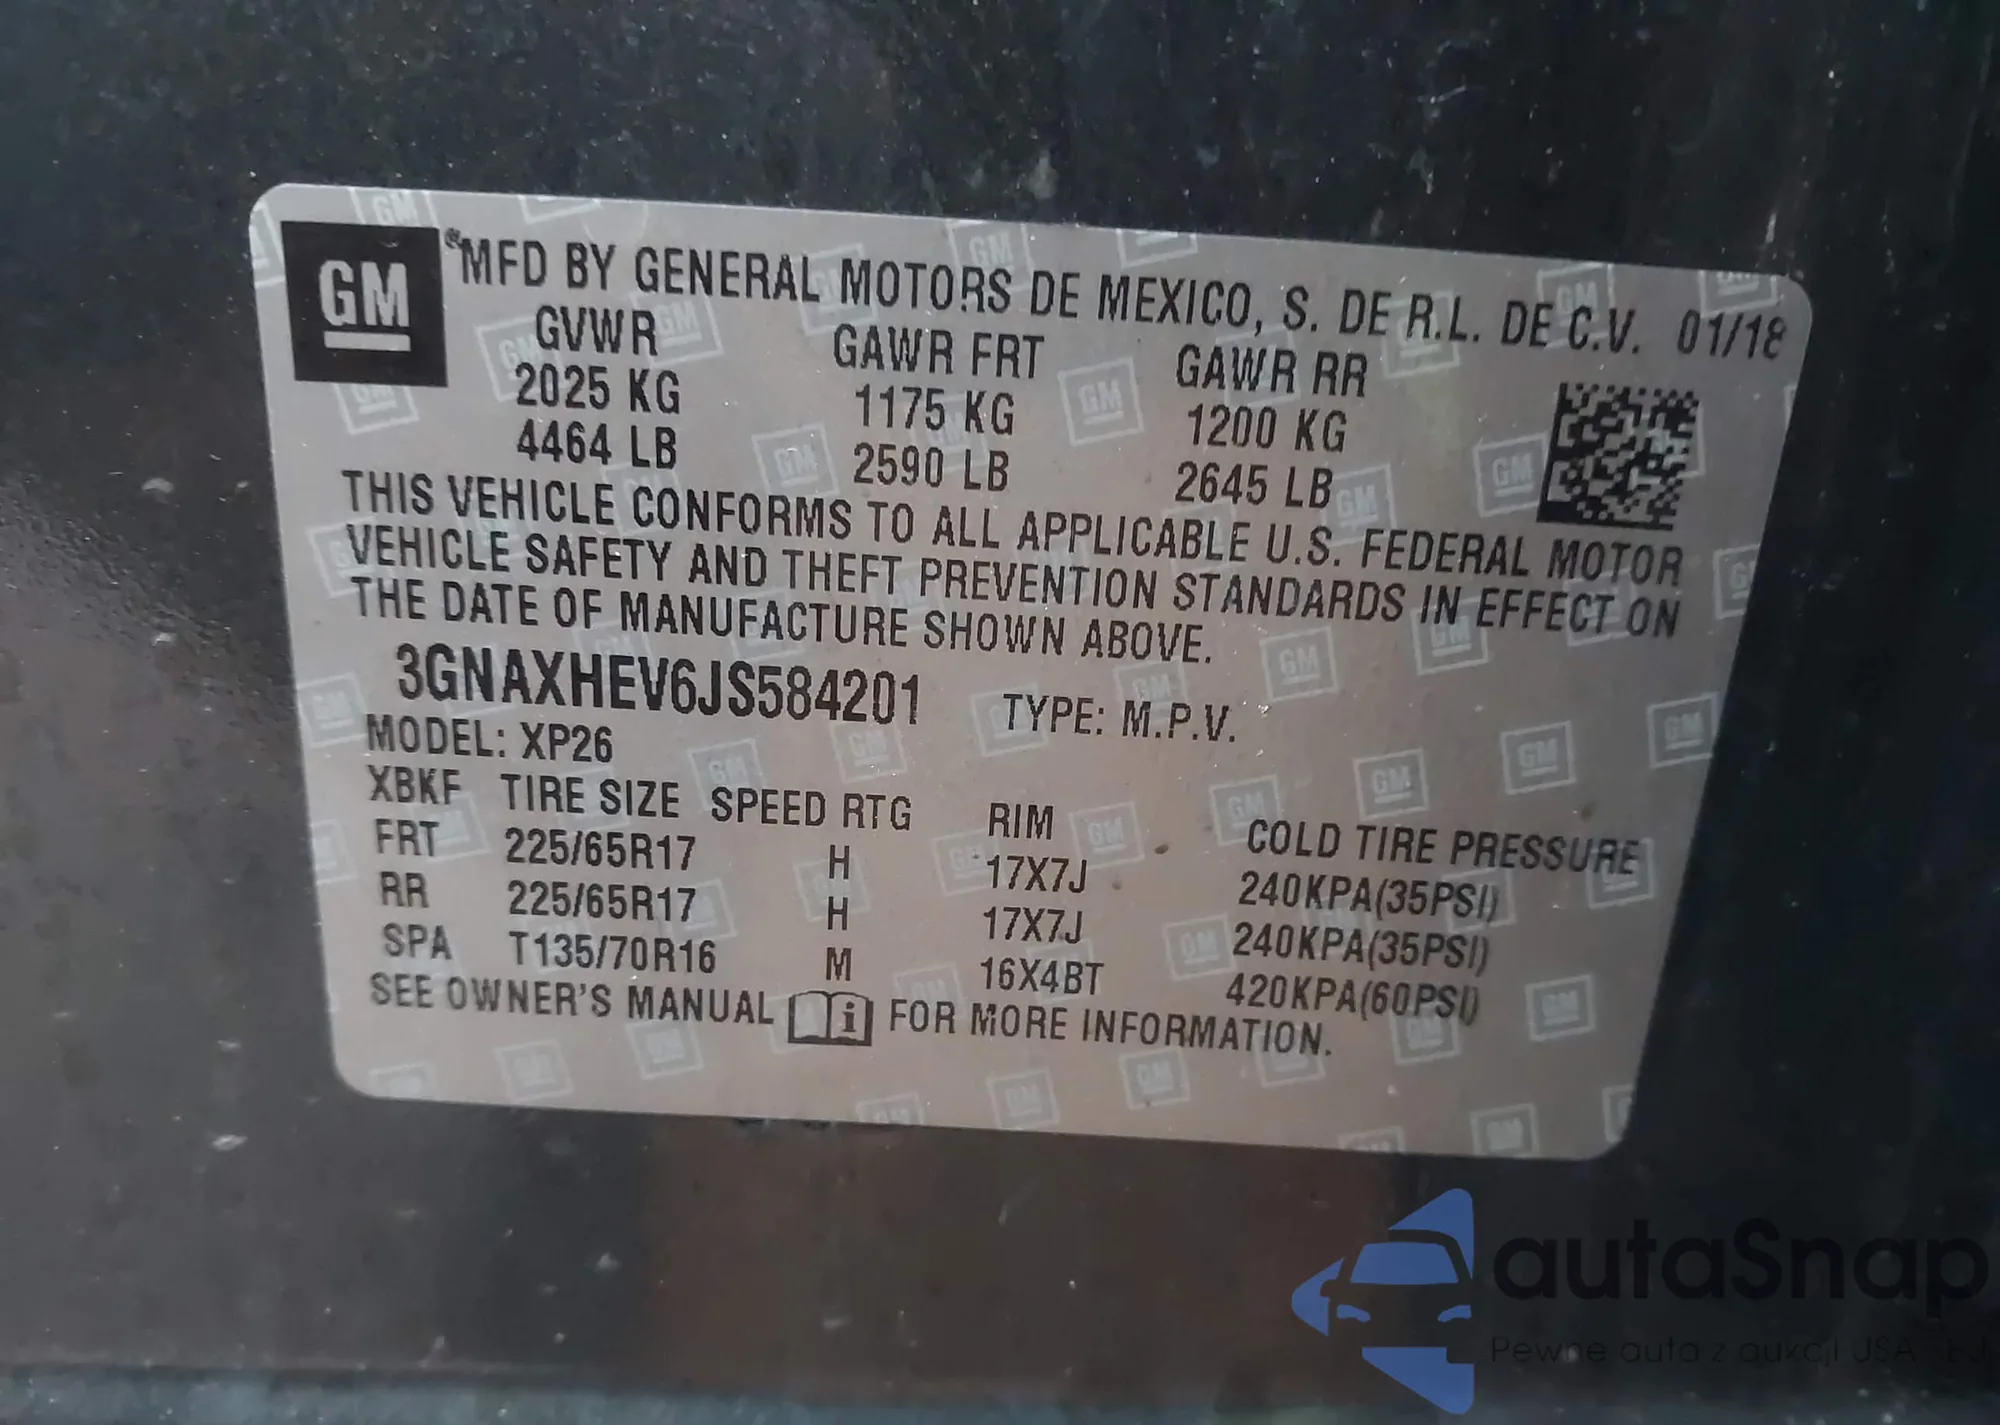 GM ®MFD BY GENERAL MOTORS DE MEXICO, S. DE R.L. DE C.V. 01/18
GVWR GAWR FRT GAWR RR
2025 KG 1175 KG 1200 KG
4464 LB 2590 LB 2645 LB
THIS VEHICLE CONFORMS TO ALL APPLICABLE U.S. FEDERAL MOTOR
VEHICLE SAFETY AND THEFT PREVENTION STANDARDS IN EFFECT ON
THE DATE OF MANUFACTURE SHOWN ABOVE.
3GNAXHEV6JS584201 TYPE: M.P.V.
MODEL: XP26
XBKF TIRE SIZE SPEED RTG RIM COLD TIRE PRESSURE
FRT 225/65R17 H 17X7J 240KPA(35PSI)
RR 225/65R17 H 17X7J 240KPA(35PSI)
SPA T135/70R16 M 16X4BT 420KPA(60PSI)
SEE OWNER'S MANUAL i FOR MORE INFORMATION.
autaSnap
Pewne auta z aukcji USA